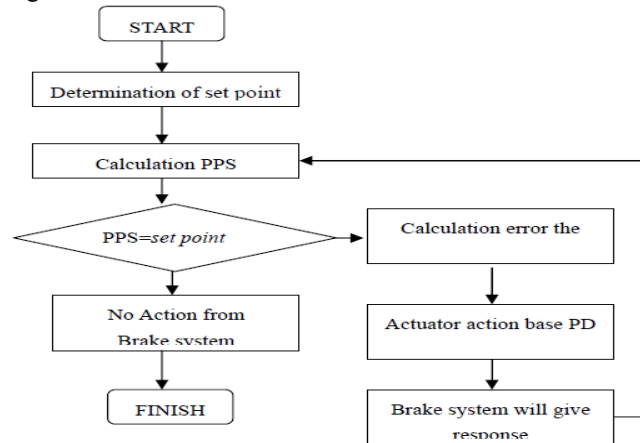 START
Determination of set point
Calculation PPS
PPS=set point
Calculation error the
No Action from
Brake system
Actuator action base PD
FINISH
Brake system will give
response